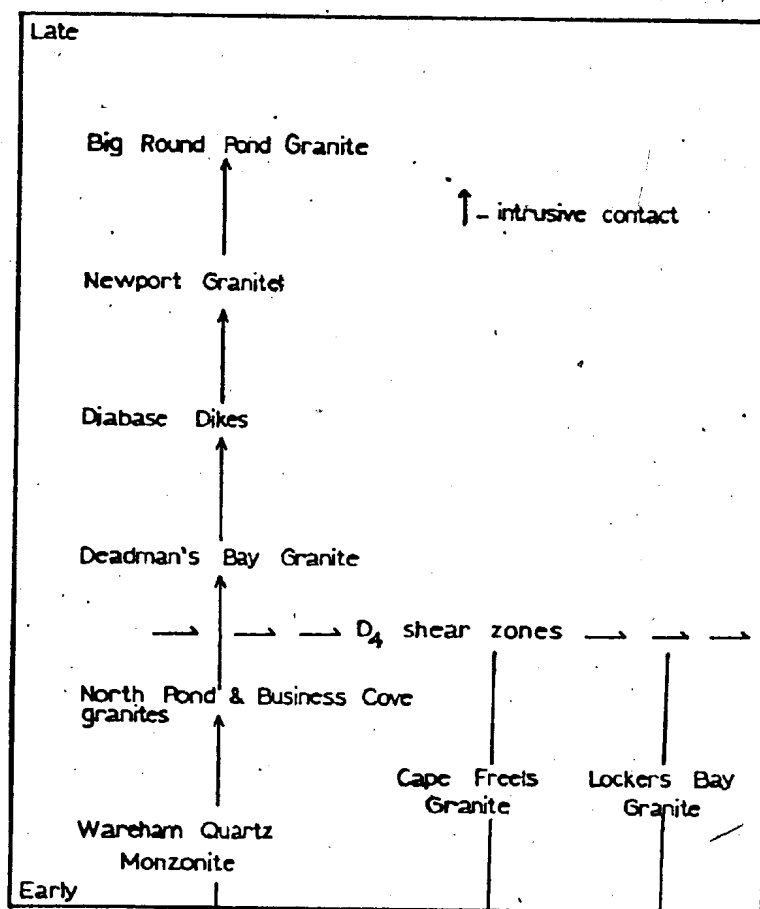 Late
Big Round Pond Granite
↑ - intrusive contact
Newport Granite
Diabase Dikes
Deadman's Bay Granite
D4 shear zones
North Pond & Business Cove
granites
Cape Freels
Granite
Lockers Bay
Granite
Wareham Quartz
Monzonite
Early